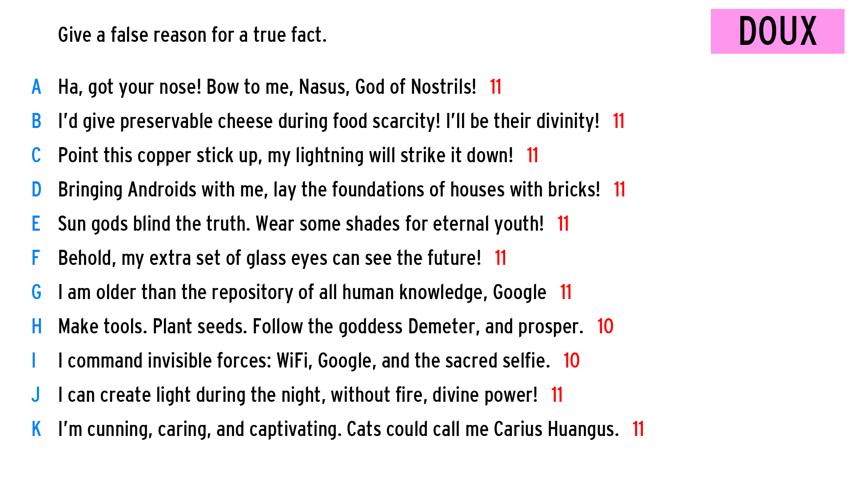 Give a false reason for a true fact.
DOUX
A Ha, got your nose! Bow to me, Nasus, God of Nostrils! 11
B I'd give preservable cheese during food scarcity! I'll be their divinity! 11
C Point this copper stick up, my lightning will strike it down! 11
D Bringing Androids with me, lay the foundations of houses with bricks! 11
E Sun gods blind the truth. Wear some shades for eternal youth! 11
F Behold, my extra set of glass eyes can see the future! 11
G I am older than the repository of all human knowledge, Google 11
H Make tools. Plant seeds. Follow the goddess Demeter, and prosper. 10
I I command invisible forces: WiFi, Google, and the sacred selfie. 10
J I can create light during the night, without fire, divine power! 11
K I'm cunning, caring, and captivating. Cats could call me Carius Huangus. 11